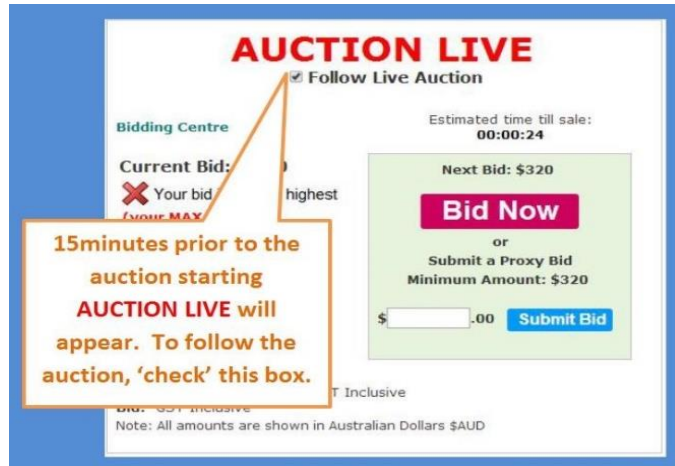 AUCTION LIVE
Follow Live Auction
Bidding Centre
Estimated time till sale:
00:00:24
Current Bid:
Next Bid: $320
Your bid highest
(your MAX
Bid Now
or
Submit a Proxy Bid
Minimum Amount: $320
$ .00 Submit Bid
15minutes prior to the
auction starting
AUCTION LIVE will
appear. To follow the
auction, ‘check’ this box.
Inclusive
Bid: GST Inclusive
Note: All amounts are shown in Australian Dollars $AUD